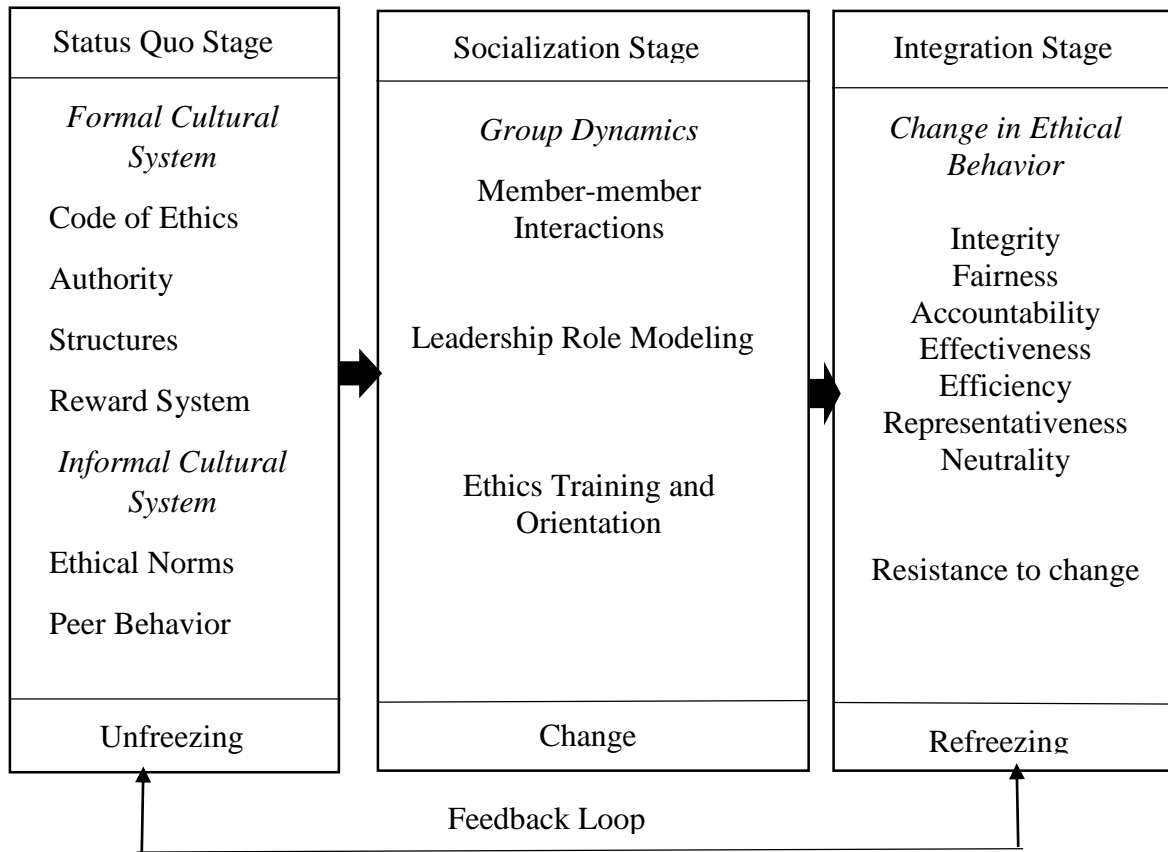 Status Quo Stage
Formal Cultural
System
Code of Ethics
Authority
Structures
Reward System
Informal Cultural
System
Ethical Norms
Peer Behavior
Unfreezing
Socialization Stage
Group Dynamics
Member-member
Interactions
Leadership Role Modeling
Ethics Training and
Orientation
Change
Integration Stage
Change in Ethical
Behavior
Integrity
Fairness
Accountability
Effectiveness
Efficiency
Representativeness
Neutrality
Resistance to change
Refreezing
Feedback Loop